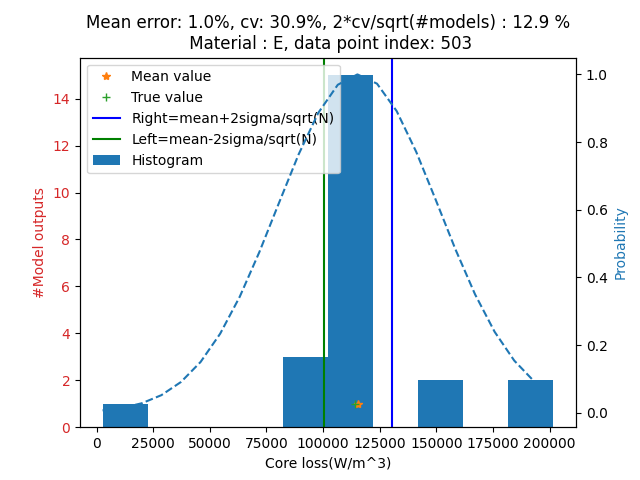 Mean error: 1.0%, cv: 30.9%, 2*cv/sqrt(#models) : 12.9 %
Material : E, data point index: 503
Mean value
True value
Right=mean+2sigma/sqrt(N)
Left=mean-2sigma/sqrt(N)
Histogram
14
12
10
8
6
4
2
0
#Model outputs
1.0
0.8
0.6
0.4
0.2
0.0
Probability
0 25000 50000 75000 100000 125000 150000 175000 200000
Core loss(W/m^3)